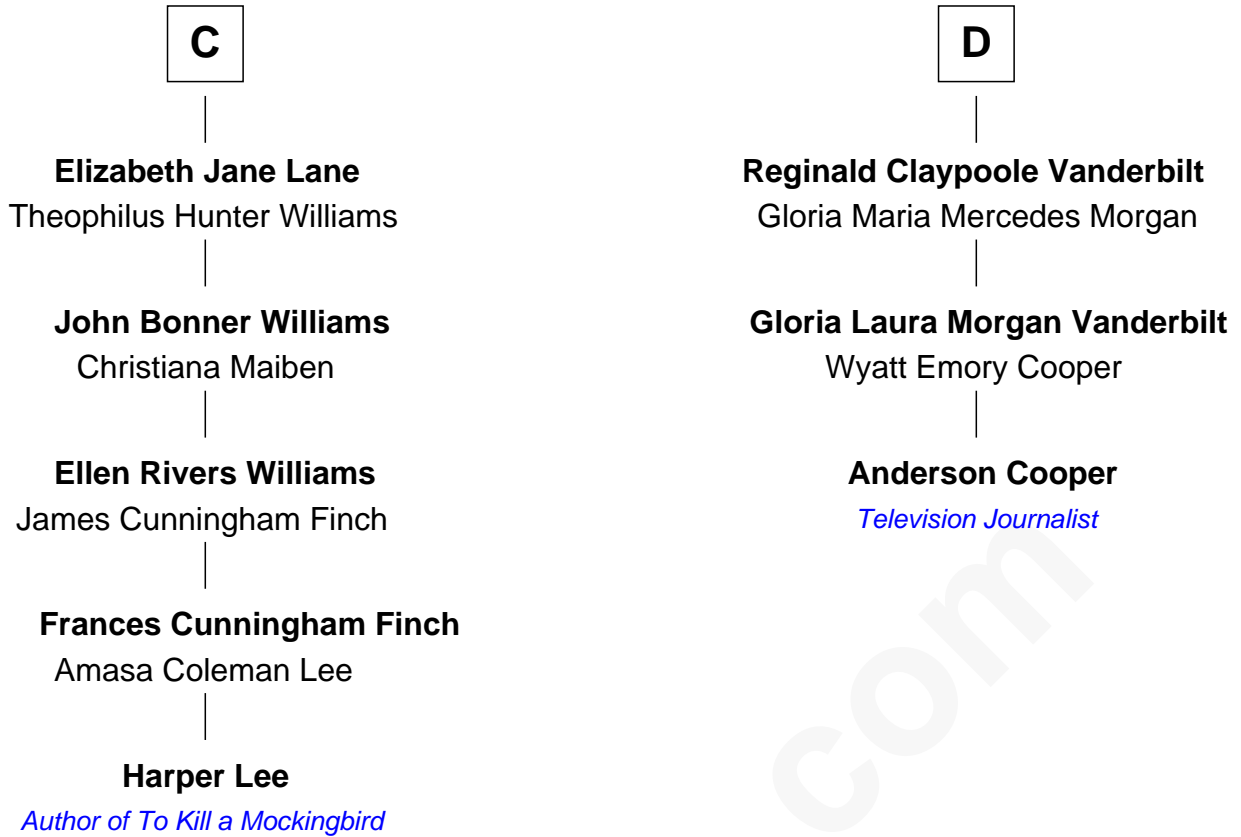 C
Elizabeth Jane Lane
Theophilus Hunter Williams
John Bonner Williams
Christiana Maiben
Ellen Rivers Williams
James Cunningham Finch
Frances Cunningham Finch
Amasa Coleman Lee
Harper Lee
Author of To Kill a Mockingbird
D
Reginald Claypoole Vanderbilt
Gloria Maria Mercedes Morgan
Gloria Laura Morgan Vanderbilt
Wyatt Emory Cooper
Anderson Cooper
Television Journalist
com